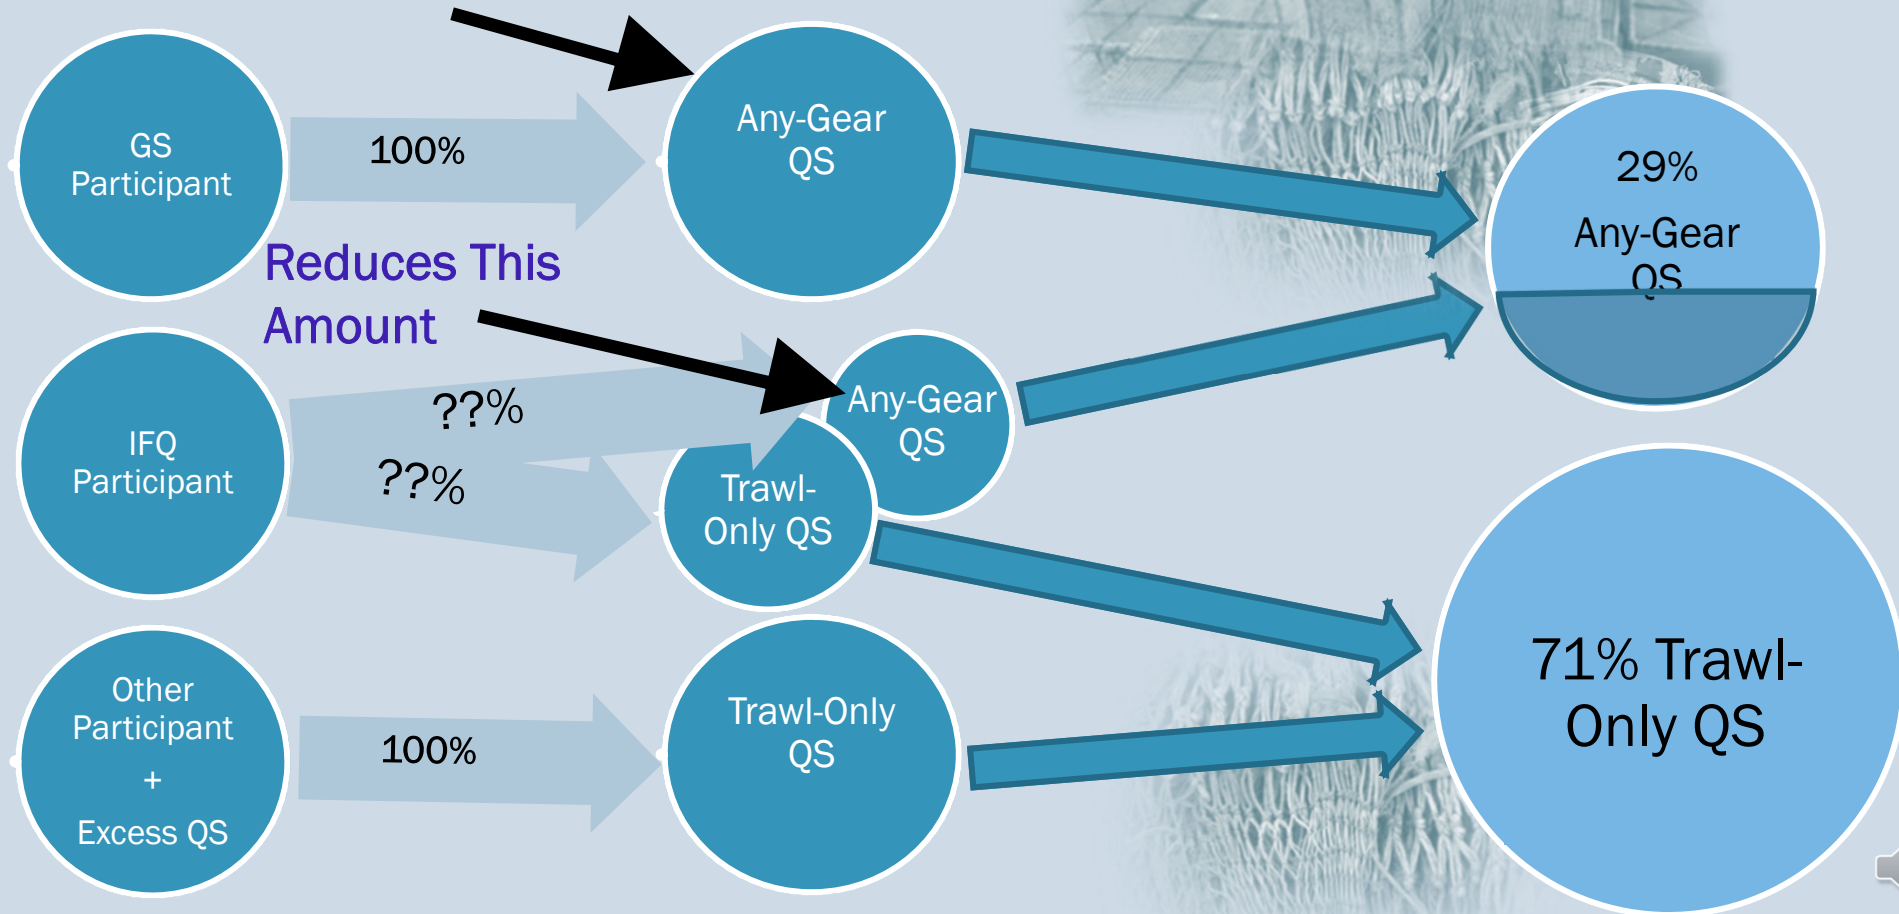 GS
Participant
100%
Any-Gear
QS
29%
Any-Gear
QS
Reduces This
Amount
IFQ
Participant
??%
??%
Any-Gear
QS
Trawl-
Only QS
71% Trawl-
Only QS
Other
Participant
+
Excess QS
100%
Trawl-Only
QS